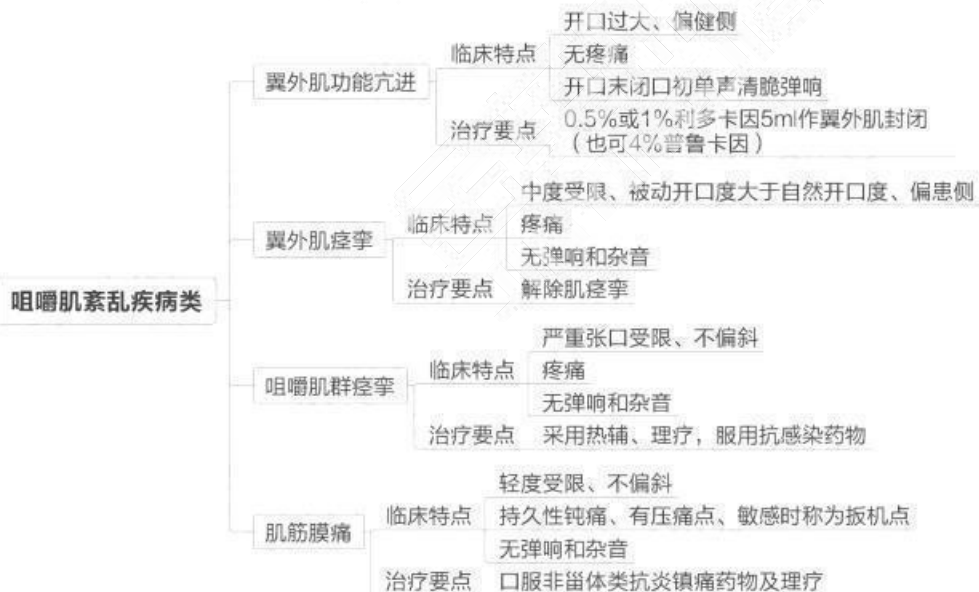 咀嚼肌紊乱疾病类
翼外肌功能亢进
临床特点
开口过大、偏健侧
无疼痛
开口末闭口初单声清脆弹响
治疗要点
0.5%或1%利多卡因5ml作翼外肌封闭
（也可4%普鲁卡因）
翼外肌痉挛
临床特点
中度受限、被动开口度大于自然开口度、偏患侧
疼痛
无弹响和杂音
治疗要点
解除肌痉挛
咀嚼肌群痉挛
临床特点
严重张口受限、不偏斜
疼痛
无弹响和杂音
治疗要点
采用热辅、理疗，服用抗感染药物
肌筋膜痛
临床特点
轻度受限、不偏斜
持久性钝痛、有压痛点、敏感时称为扳机点
无弹响和杂音
治疗要点
口服非甾体类抗炎镇痛药物及理疗